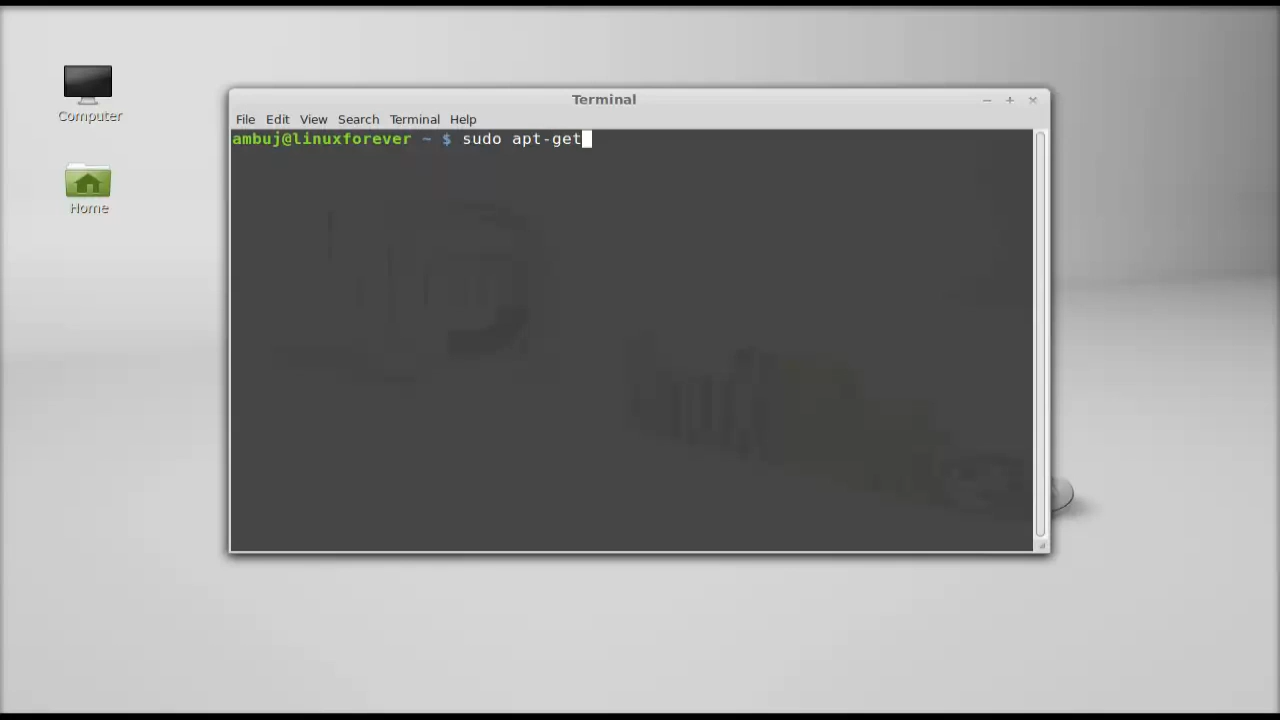 Terminal
File Edit View Search Terminal Help
ambuj@linuxforever ~ $ sudo apt-get
Computer
Home